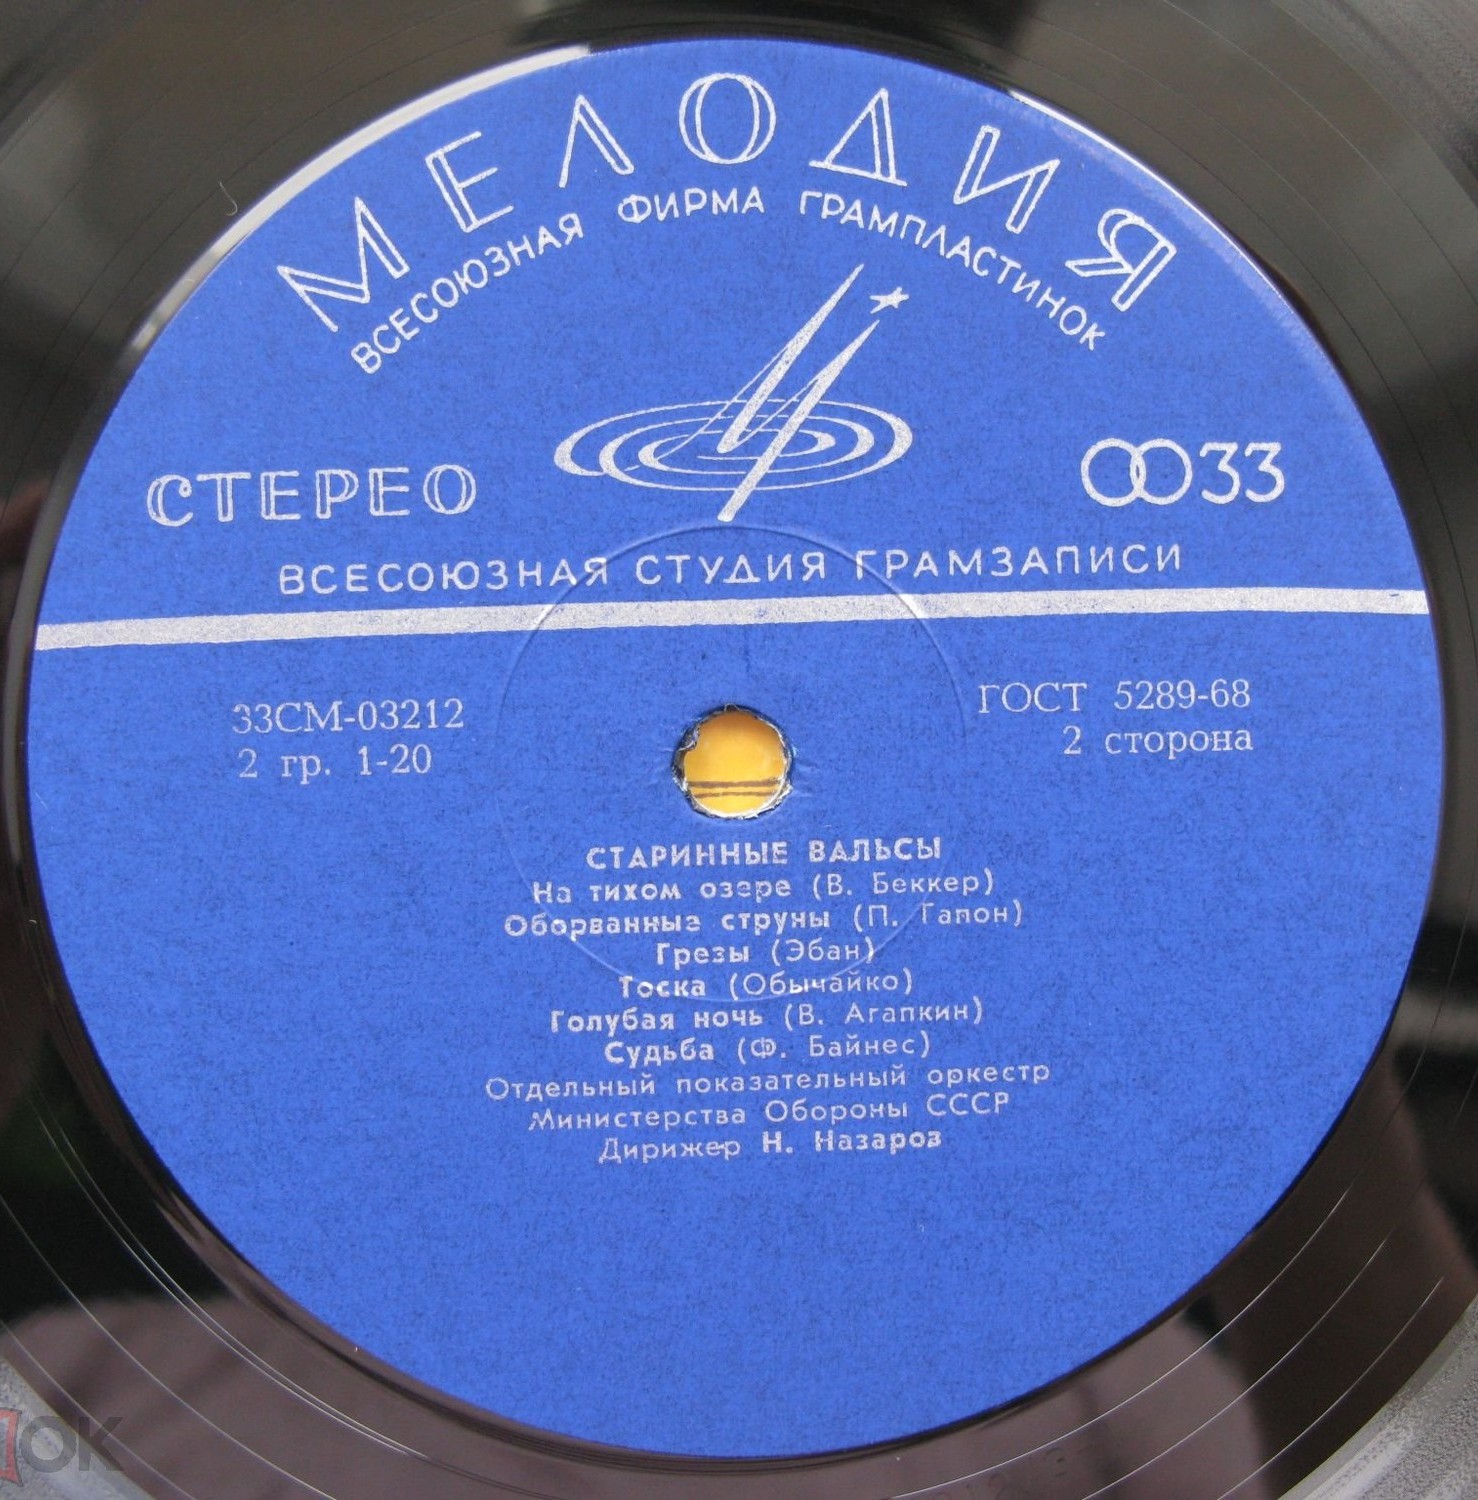 МЕЛОДИЯ
ВСЕСОЮЗНАЯ ФИРМА ГРАМПЛАСТИНОК
СТЕРЕО
33
ВСЕСОЮЗНАЯ СТУДИЯ ГРАМЗАПИСИ
33СМ-03212
2 гр. 1-20
ГОСТ 5289-68
2 сторона
СТАРИННЫЕ ВАЛЬСЫ
На тихом озере (В. Беккер)
Оборванные струны (П. Гапон)
Грезы (Эбан)
Тоска (Обычайко)
Голубая ночь (В. Агапкин)
Судьба (Ф. Байнес)
Отдельный показательный оркестр
Министерства Обороны СССР
Дирижер Н. Назаров